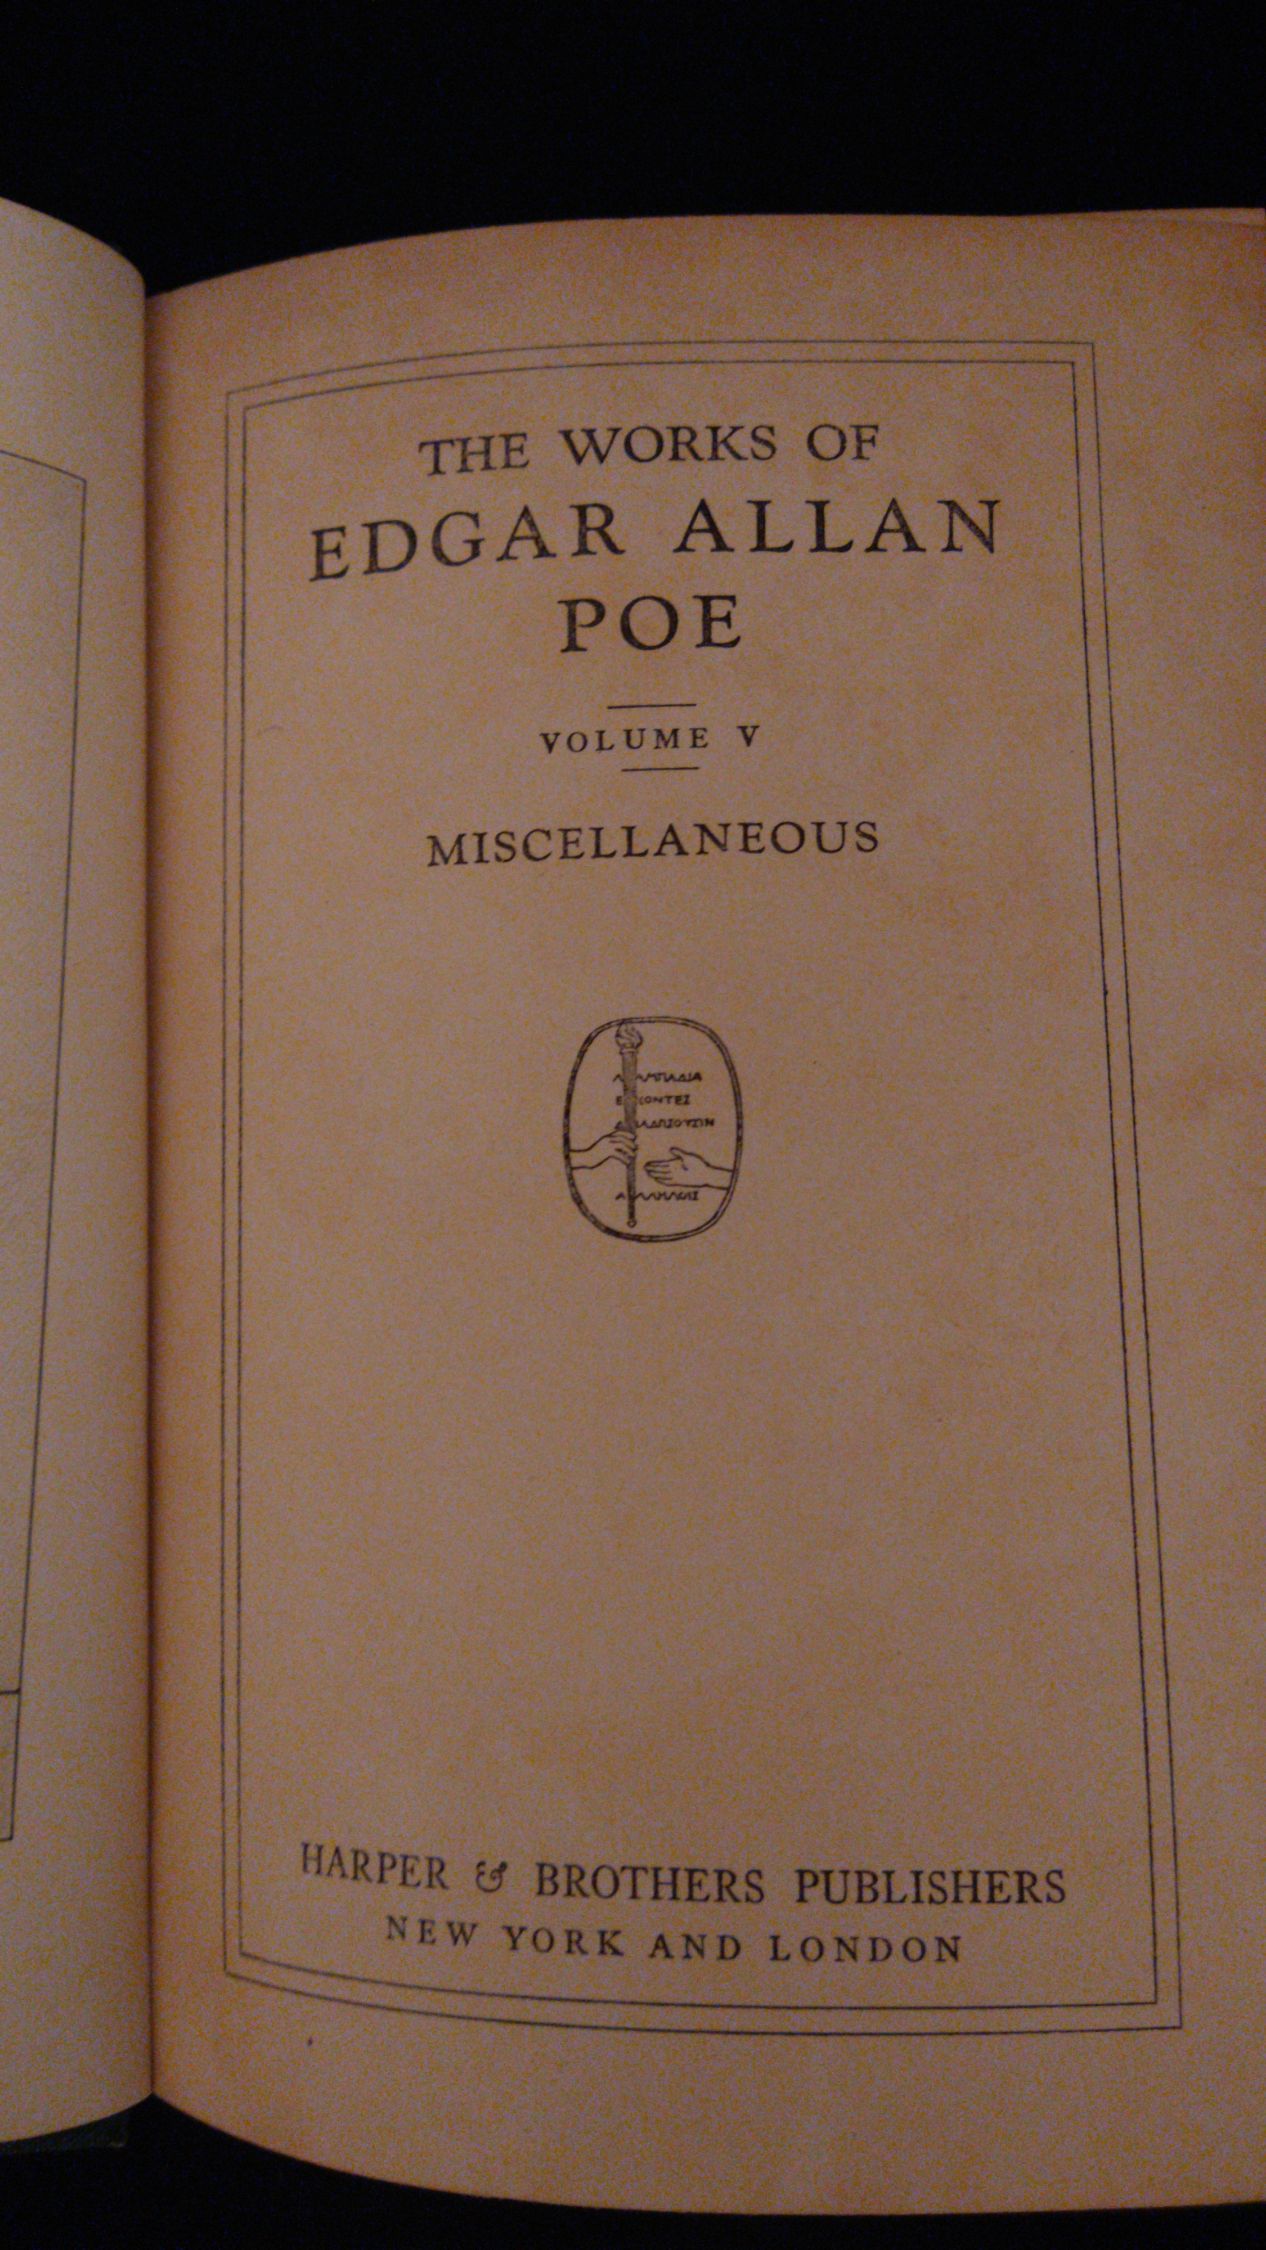 THE WORKS OF
EDGAR ALLAN
POE
VOLUME V
MISCELLANEOUS
HARPER & BROTHERS PUBLISHERS
NEW YORK AND LONDON